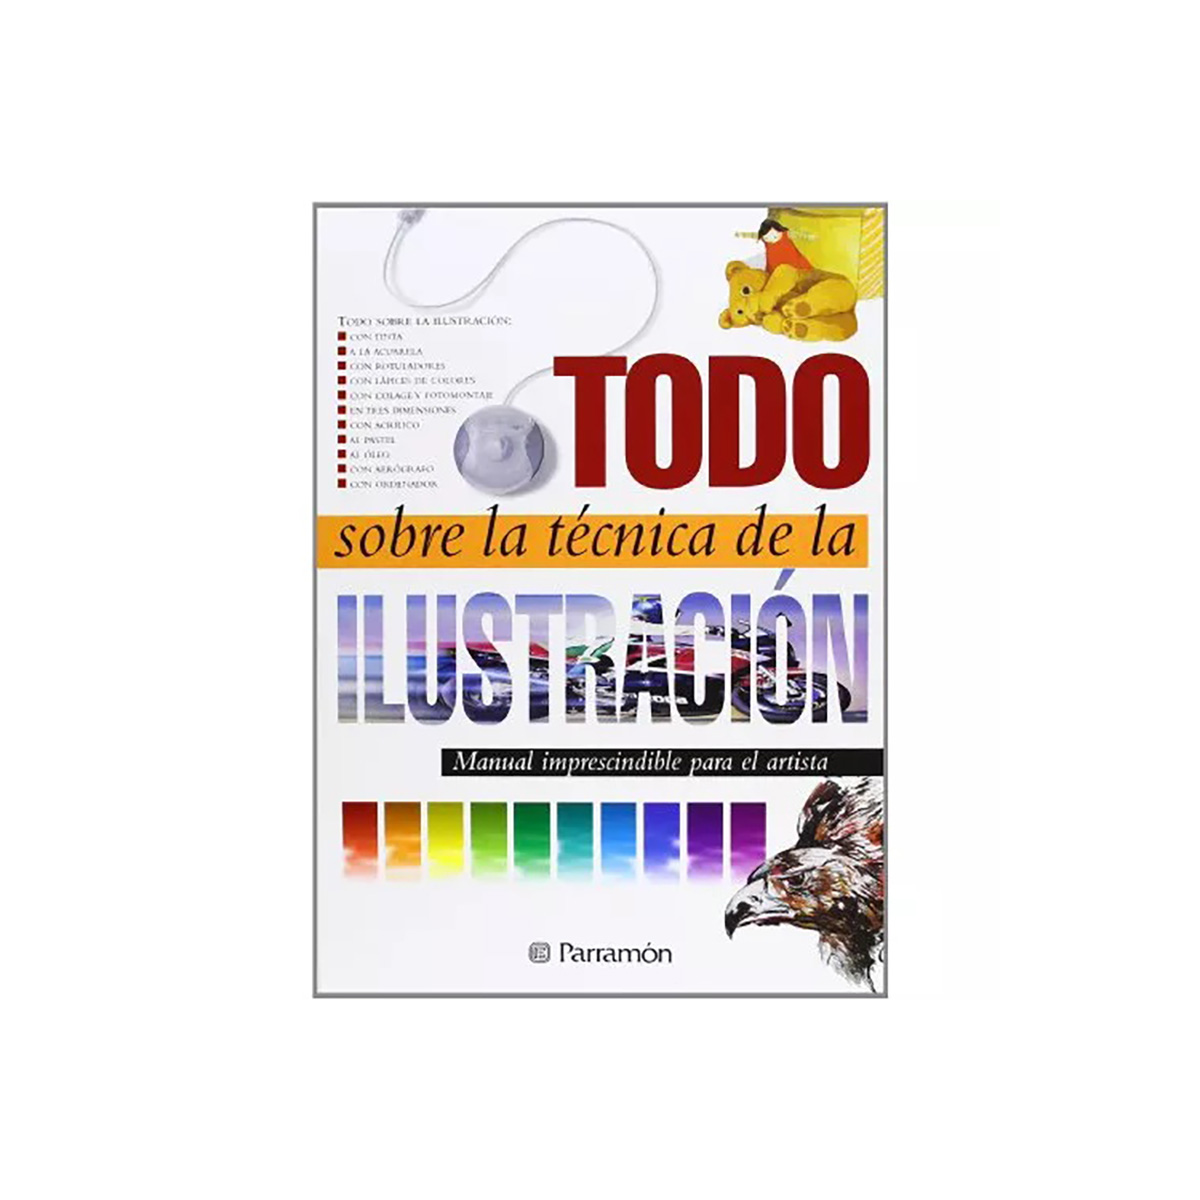 TODO SOBRE LA ILUSTRACIÓN:
CON TINTA
A LA ACUARELA
CON ROTULADORES
CON LÁPICES DE COLORES
CON COLAGE Y FOTOMONTAJE
EN TRES DIMENSIONES
CON ACRÍLICO
AL PASTEL
AL ÓLEO
CON AERÓGRAFO
CON ORDENADOR
TODO
sobre la técnica de la
ILUSTRACIÓN
Manual imprescindible para el artista
Parramón